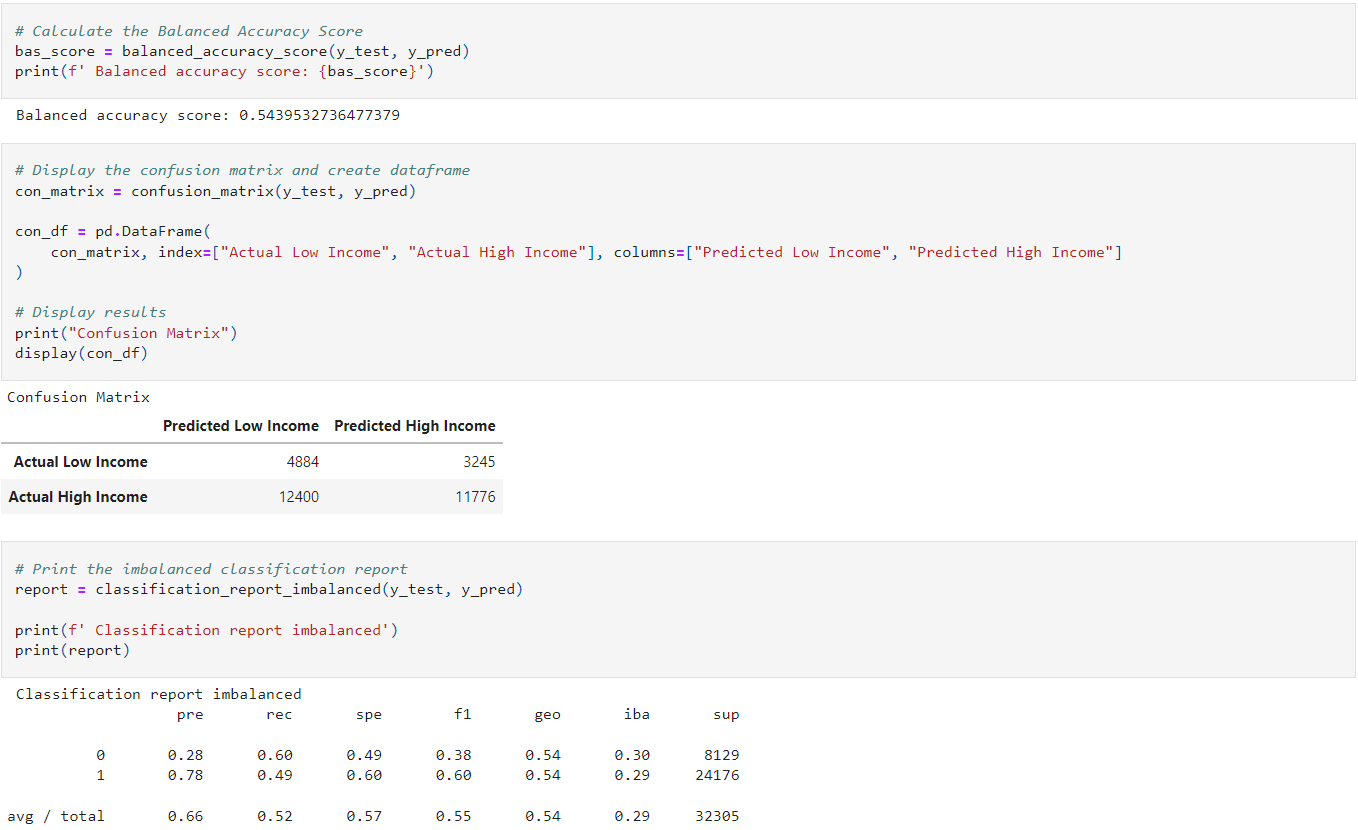 # Calculate the Balanced Accuracy Score
bas_score = balanced_accuracy_score(y_test, y_pred)
print(f' Balanced accuracy score: {bas_score}')
Balanced accuracy score: 0.5439532736477379
# Display the confusion matrix and create dataframe
con_matrix = confusion_matrix(y_test, y_pred)
con_df = pd.DataFrame(
    con_matrix, index=["Actual Low Income", "Actual High Income"], columns=["Predicted Low Income", "Predicted High Income"]
)
# Display results
print("Confusion Matrix")
display(con_df)
Confusion Matrix
Predicted Low Income Predicted High Income
Actual Low Income 4884 3245
Actual High Income 12400 11776
# Print the imbalanced classification report
report = classification_report_imbalanced(y_test, y_pred)
print(f' Classification report imbalanced')
print(report)
Classification report imbalanced
pre rec spe f1 geo iba sup
0 0.28 0.60 0.49 0.38 0.54 0.30 8129
1 0.78 0.49 0.60 0.60 0.54 0.29 24176
avg / total 0.66 0.52 0.57 0.55 0.54 0.29 32305